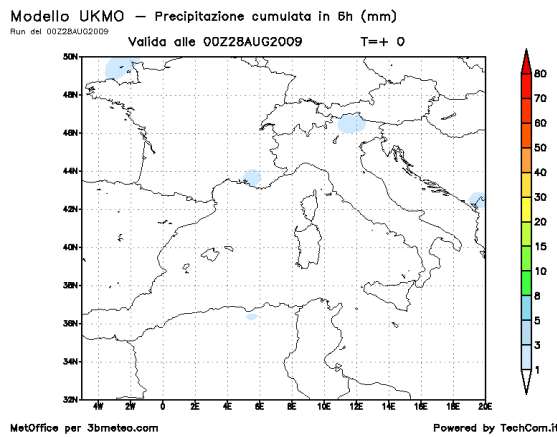 Modello UKMO – Precipitazione cumulata in 6h (mm)
Run del 00Z28AUG2009
Valida alle 00Z28AUG2009 T=+ 0
50N
48N
46N
44N
42N
40N
38N
36N
34N
32N
4W 2W 0 2E 4E 6E 8E 10E 12E 14E 16E 18E 20E
80
70
60
50
40
30
20
15
10
8
5
3
1
MetOffice per 3bmeteo.com Powered by TechCom.it